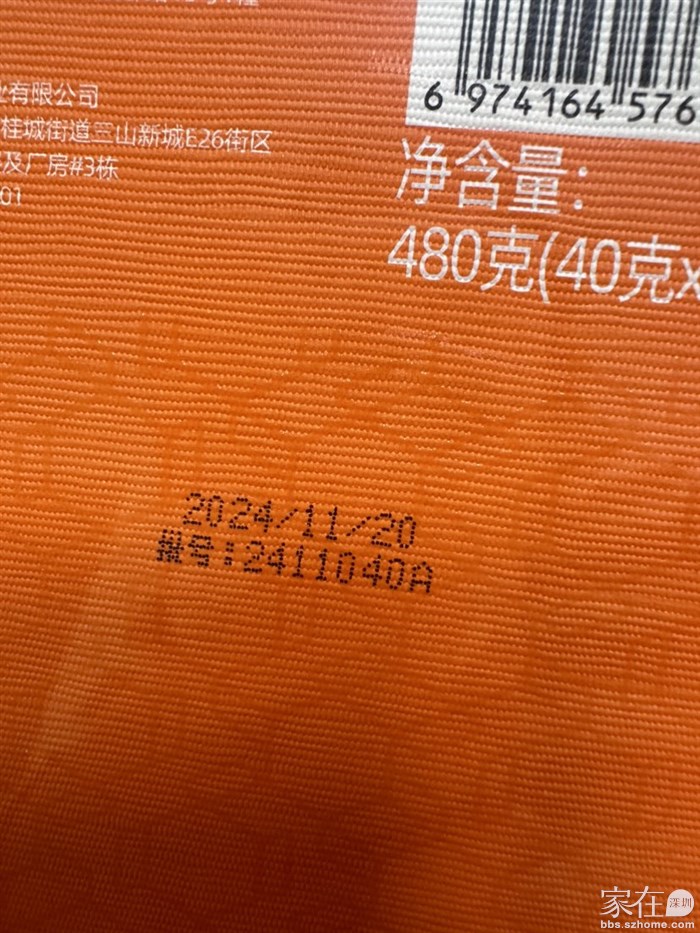 业有限公司
桂城街道三山新城E26街区
及厂房#3栋
01
6 974164 576
净含量:
480克(40克x
2024/11/20
批号:2411040A
家在深圳
bbs.szhome.com